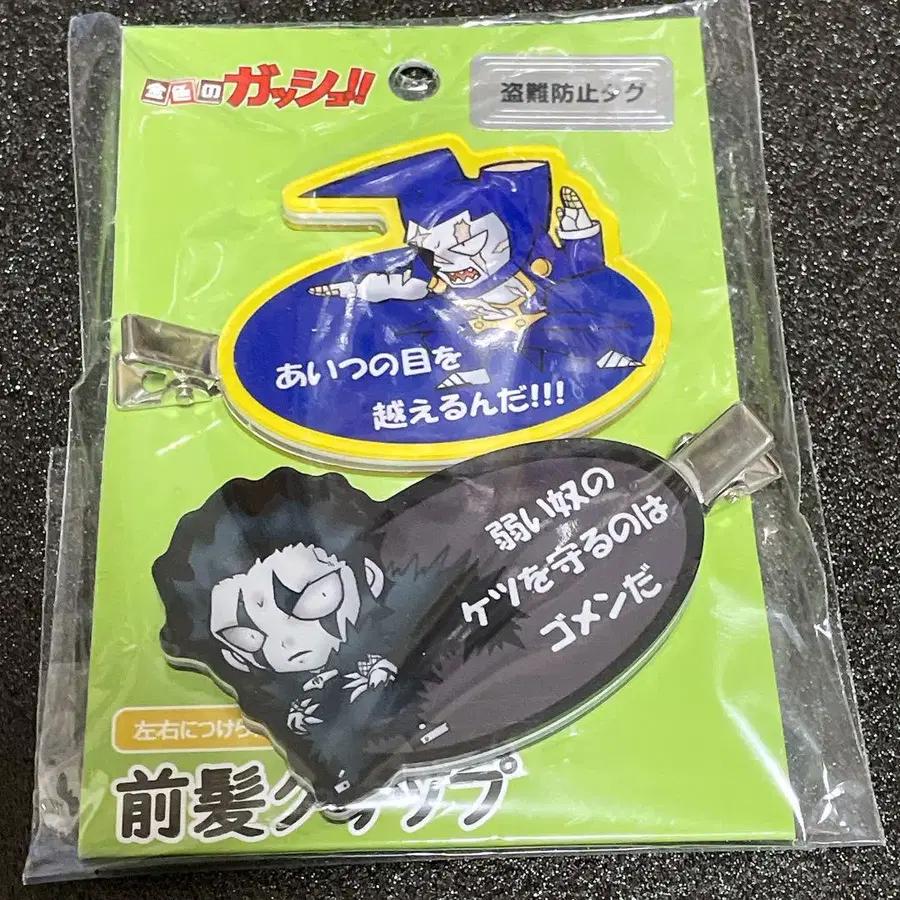 金色のガッシュ!!
盗難防止タグ
あいつの目を
越えるんだ!!!
弱い奴の
ケツを守るのは
ゴメンだ
左右につけら
前髪クリップ